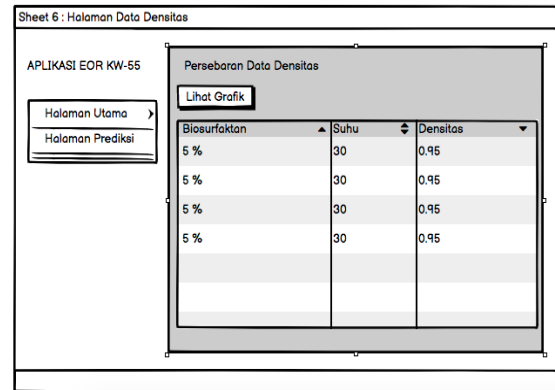 Sheet 6 : Halaman Data Densitas
APLIKASI EOR KW-55
Halaman Utama
Halaman Prediksi
Persebaran Data Densitas
Lihat Grafik
Biosurfaktan Suhu Densitas
5 % 30 0.95
5 % 30 0.95
5 % 30 0.95
5 % 30 0.95